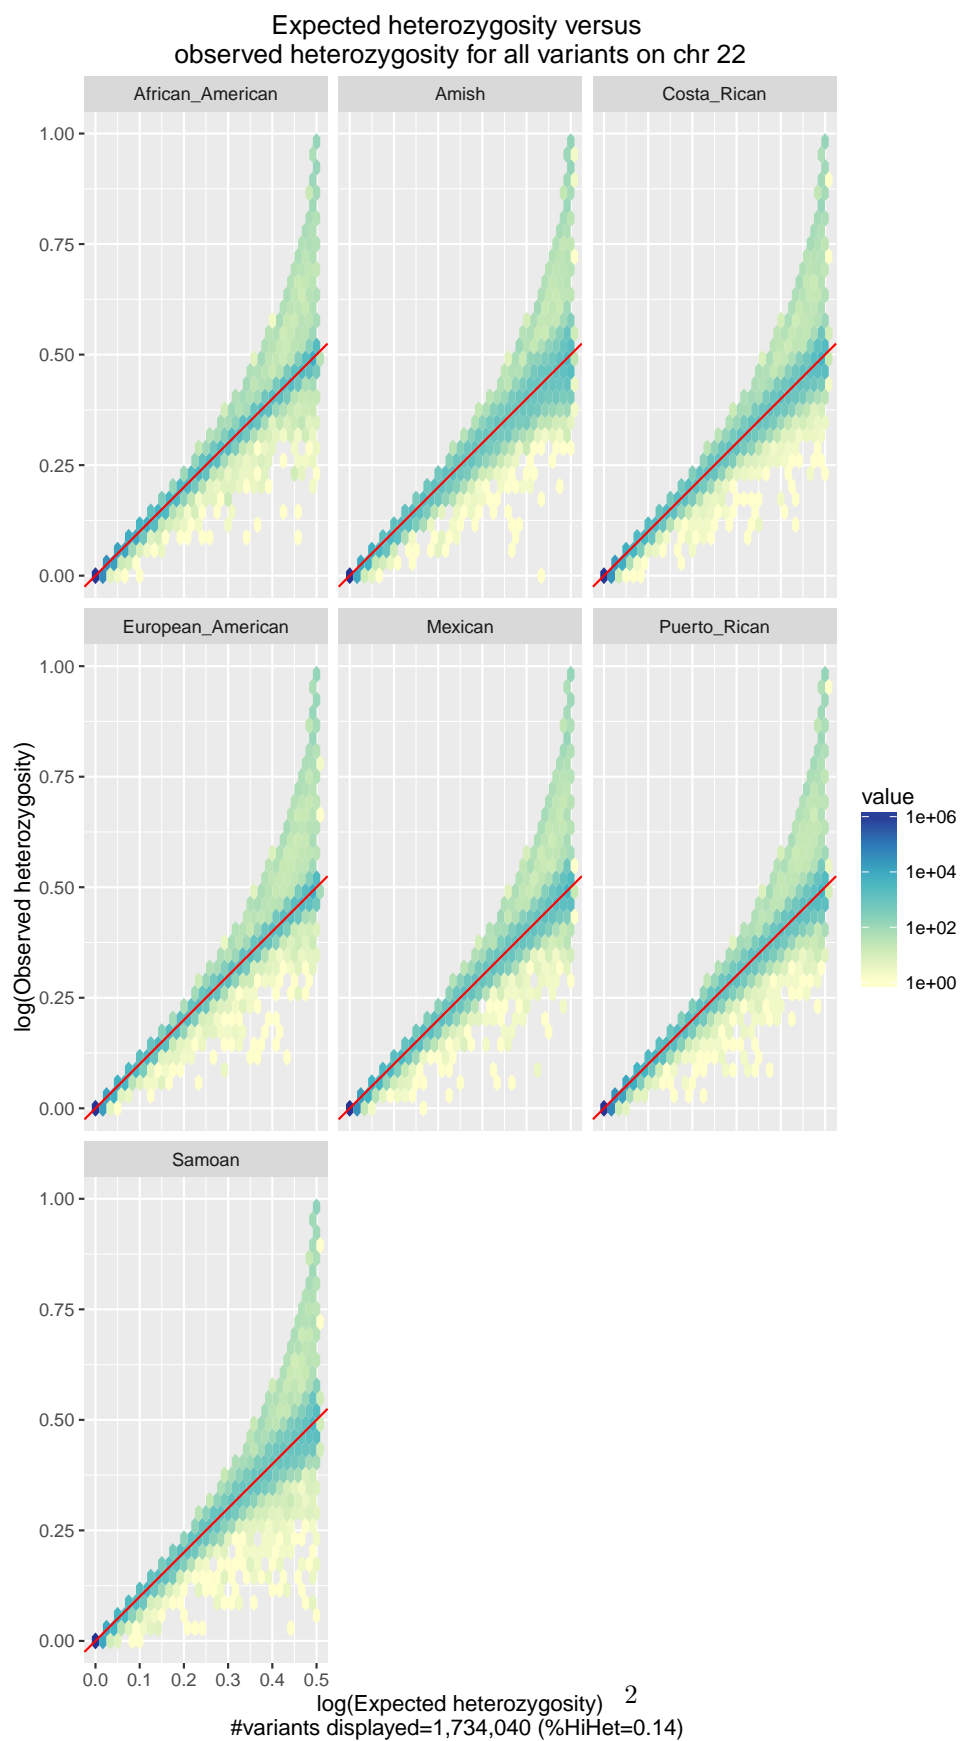 Expected heterozygosity versus
observed heterozygosity for all variants on chr 22
African_American Amish Costa_Rican
1.00
0.75
0.50
0.25
0.00
European_American Mexican Puerto_Rican
1.00
0.75
0.50
0.25
0.00
log(Observed heterozygosity)
value
1e+06
1e+04
1e+02
1e+00
Samoan
1.00
0.75
0.50
0.25
0.00
0.0 0.1 0.2 0.3 0.4 0.5
log(Expected heterozygosity) 2
#variants displayed=1,734,040 (%HiHet=0.14)